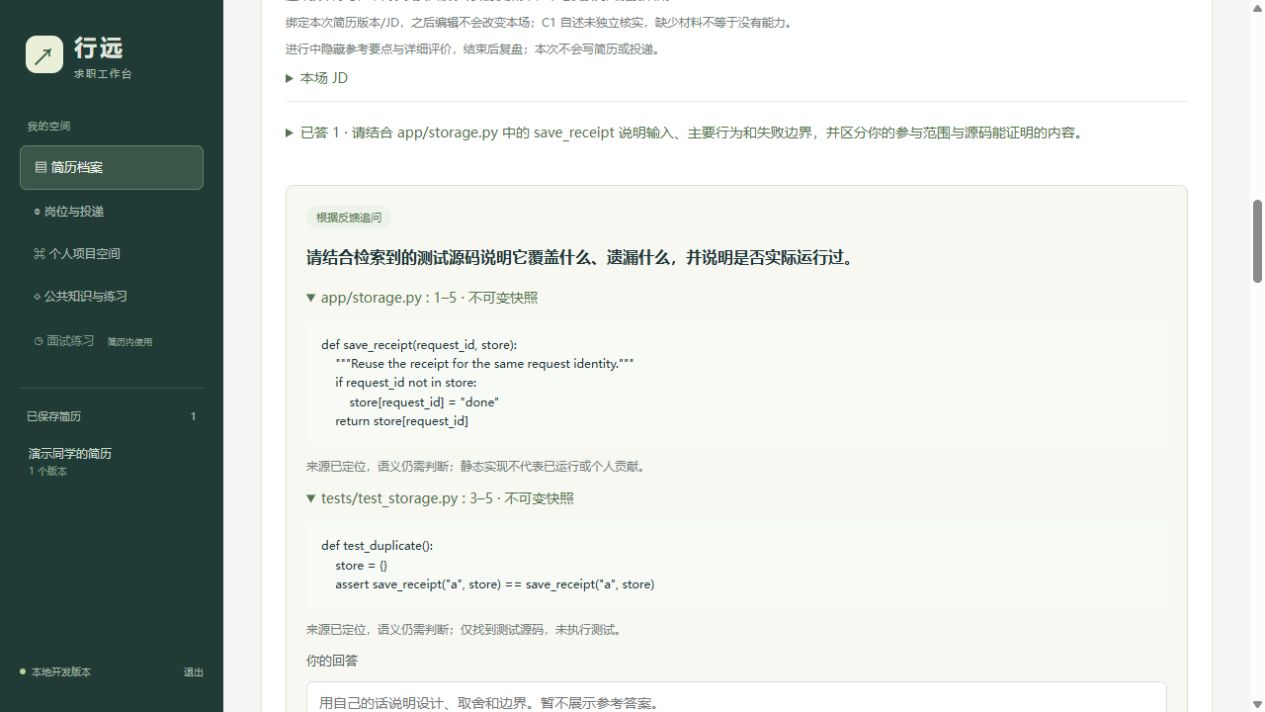 行远
求职工作台
我的空间
简历档案
岗位与投递
个人项目空间
公共知识与练习
面试练习 简历内使用
已保存简历 1
演示同学的简历
1 个版本
本地开发版本 退出
绑定本次简历版本/JD，之后编辑不会改变本场；C1 自述未独立核实，缺少材料不等于没有能力。
进行中隐藏参考要点与详细评价，结束后复盘；本次不会写简历或投递。
▶ 本场 JD
▶ 已答 1 · 请结合 app/storage.py 中的 save_receipt 说明输入、主要行为和失败边界，并区分你的参与范围与源码能证明的内容。
根据反馈追问
请结合检索到的测试源码说明它覆盖什么、遗漏什么，并说明是否实际运行过。
▼ app/storage.py : 1–5 · 不可变快照
def save_receipt(request_id, store):
"""Reuse the receipt for the same request identity."""
if request_id not in store:
store[request_id] = "done"
return store[request_id]
来源已定位，语义仍需判断；静态实现不代表已运行或个人贡献。
▼ tests/test_storage.py : 3–5 · 不可变快照
def test_duplicate():
store = {}
assert save_receipt("a", store) == save_receipt("a", store)
来源已定位，语义仍需判断；仅找到测试源码，未执行测试。
你的回答
用自己的话说明设计、取舍和边界。暂不展示参考答案。